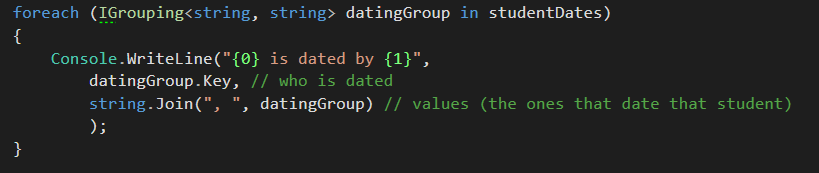 foreach (IGrouping<string, string> datingGroup in studentDates)
{
    Console.WriteLine("{0} is dated by {1}",
        datingGroup.Key, // who is dated
        string.Join(", ", datingGroup) // values (the ones that date that student)
        );
}